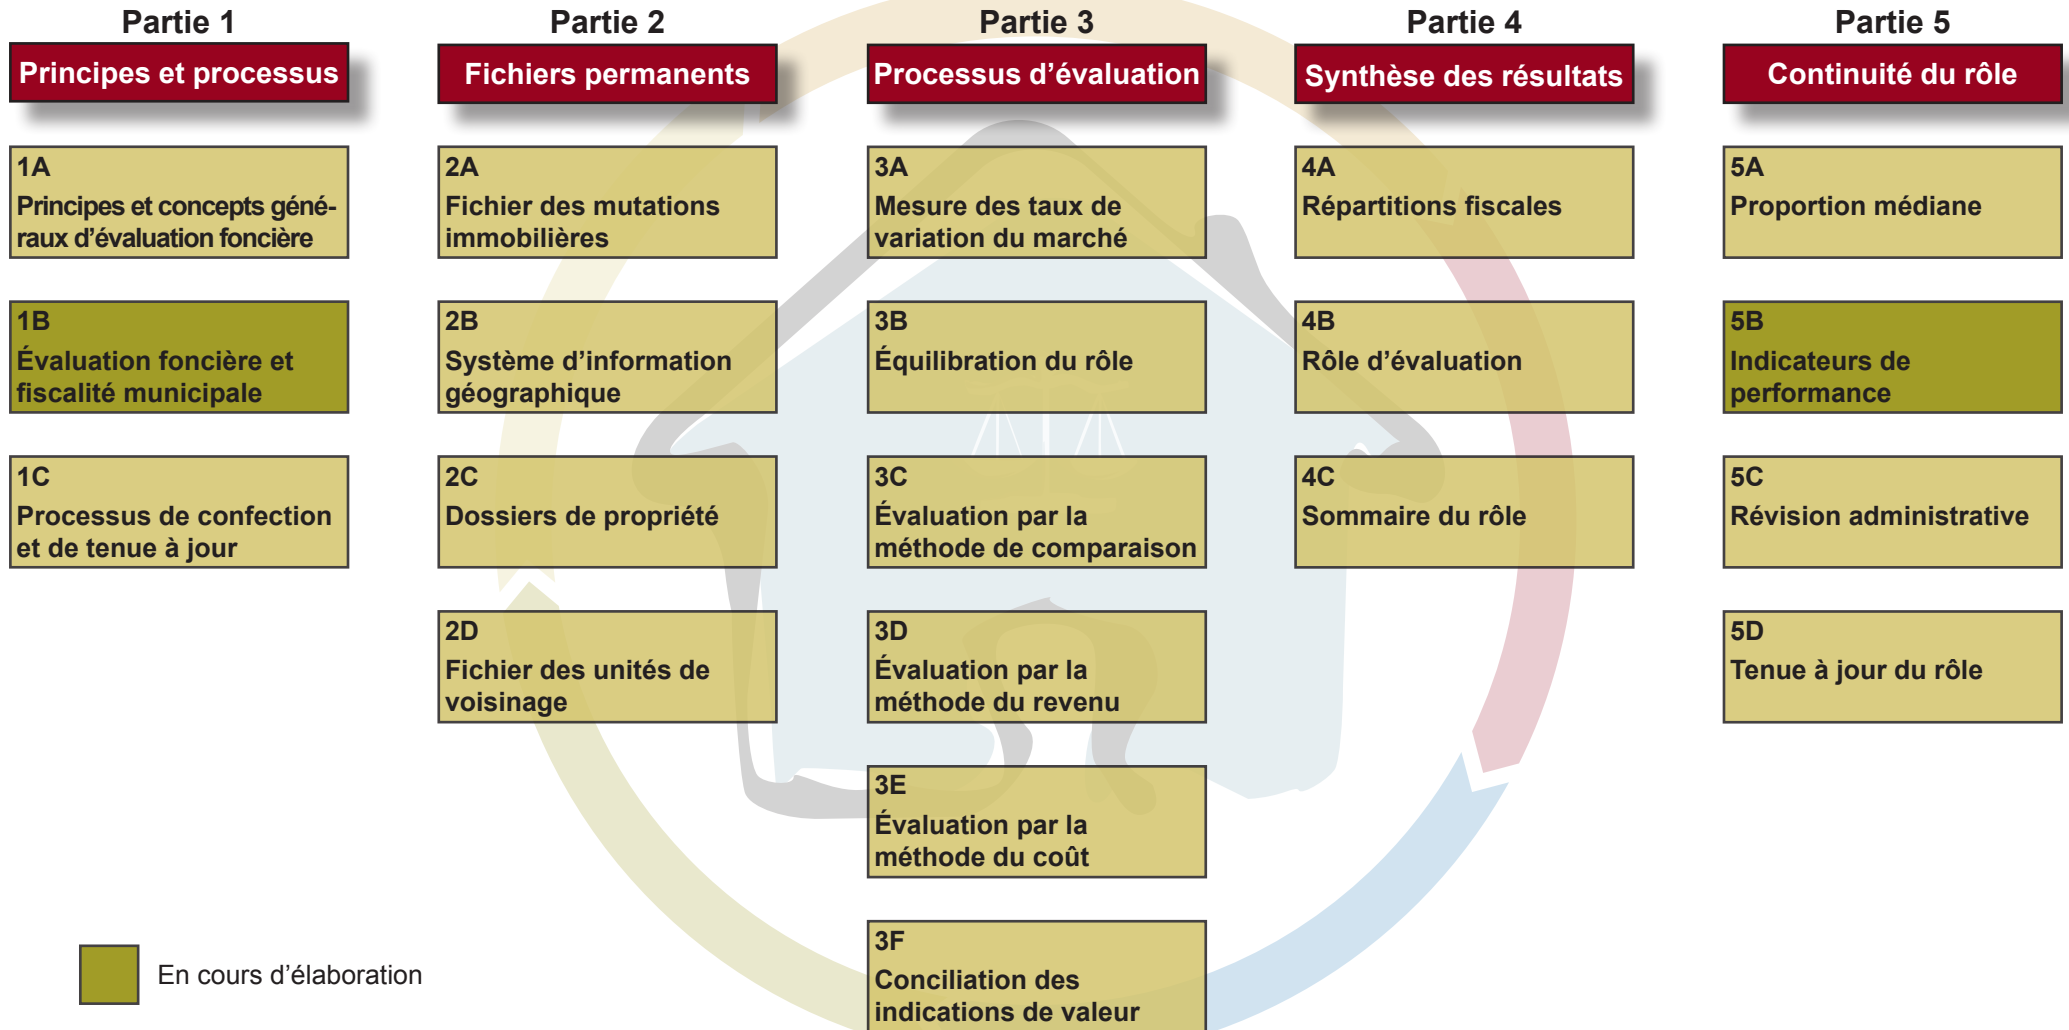 Partie 1
Principes et processus
1A
Principes et concepts géné-
raux d'évaluation foncière
1B
Évaluation foncière et
fiscalité municipale
1C
Processus de confection
et de tenue à jour
Partie 2
Fichiers permanents
2A
Fichier des mutations
immobilières
2B
Système d'information
géographique
2C
Dossiers de propriété
2D
Fichier des unités de
voisinage
Partie 3
Processus d'évaluation
3A
Mesure des taux de
variation du marché
3B
Équilibration du rôle
3C
Évaluation par la
méthode de comparaison
3D
Évaluation par la
méthode du revenu
3E
Évaluation par la
méthode du coût
3F
Conciliation des
indications de valeur
Partie 4
Synthèse des résultats
4A
Répartitions fiscales
4B
Rôle d'évaluation
4C
Sommaire du rôle
Partie 5
Continuité du rôle
5A
Proportion médiane
5B
Indicateurs de
performance
5C
Révision administrative
5D
Tenue à jour du rôle
En cours d'élaboration